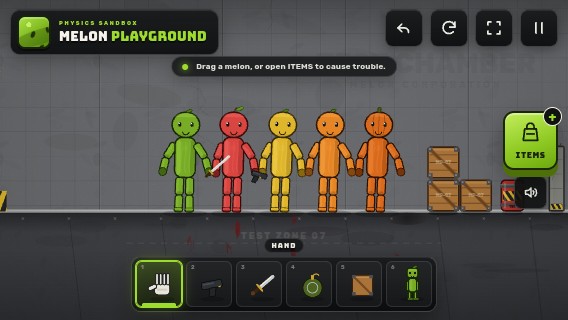 PHYSICS SANDBOX
MELON PLAYGROUND
Drag a melon, or open ITEMS to cause trouble.
CHAMBER
ITEMS
TEST ZONE 07
HAND
1
2
3
4
5
6